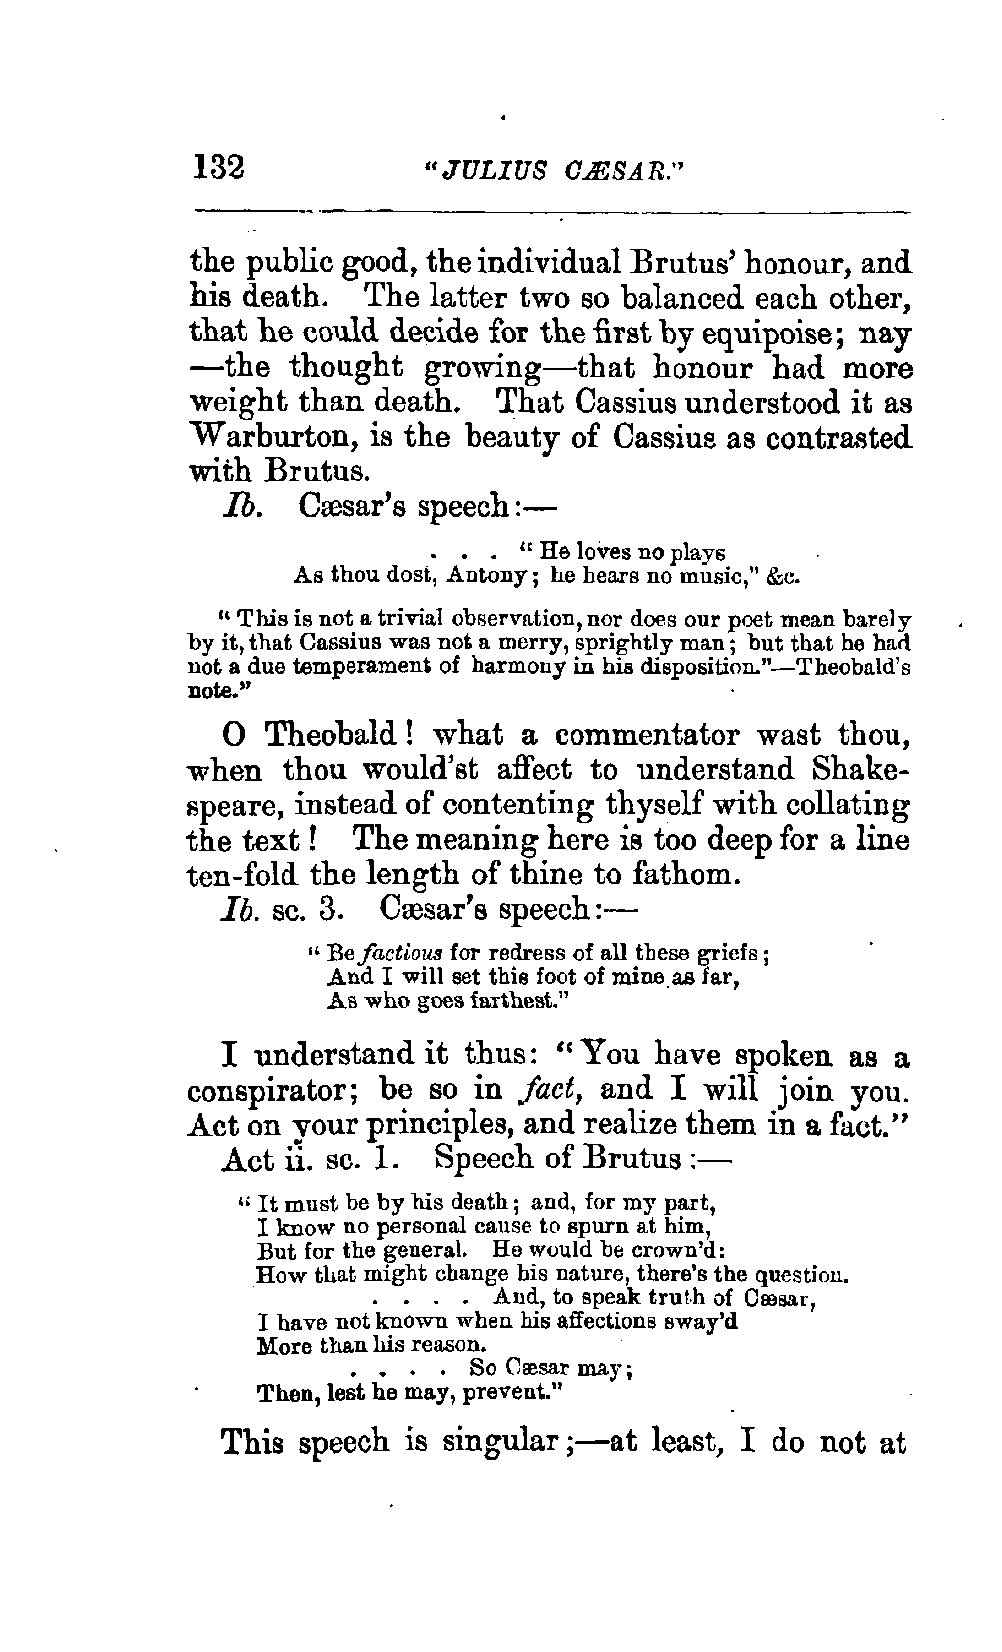 132 "JULIUS CÆSAR."
the public good, the individual Brutus' honour, and
his death. The latter two so balanced each other,
that he could decide for the first by equipoise; nay
—the thought growing—that honour had more
weight than death. That Cassius understood it as
Warburton, is the beauty of Cassius as contrasted
with Brutus.
Ib. Cæsar's speech:—
. . . "He loves no plays
As thou dost, Antony; he hears no music," &c.
"This is not a trivial observation, nor does our poet mean barely
by it, that Cassius was not a merry, sprightly man; but that he had
not a due temperament of harmony in his disposition."—Theobald's
note."
O Theobald! what a commentator wast thou,
when thou would'st affect to understand Shake-
speare, instead of contenting thyself with collating
the text! The meaning here is too deep for a line
ten-fold the length of thine to fathom.
Ib. sc. 3. Cæsar's speech:—
"Be factious for redress of all these griefs;
And I will set this foot of mine as far,
As who goes farthest."
I understand it thus: "You have spoken as a
conspirator; be so in fact, and I will join you.
Act on your principles, and realize them in a fact."
Act ii. sc. 1. Speech of Brutus:—
"It must be by his death; and, for my part,
I know no personal cause to spurn at him,
But for the general. He would be crown'd:
How that might change his nature, there's the question.
. . . . And, to speak truth of Cæsar,
I have not known when his affections sway'd
More than his reason.
. . . . So Cæsar may;
Then, lest he may, prevent."
This speech is singular;—at least, I do not at